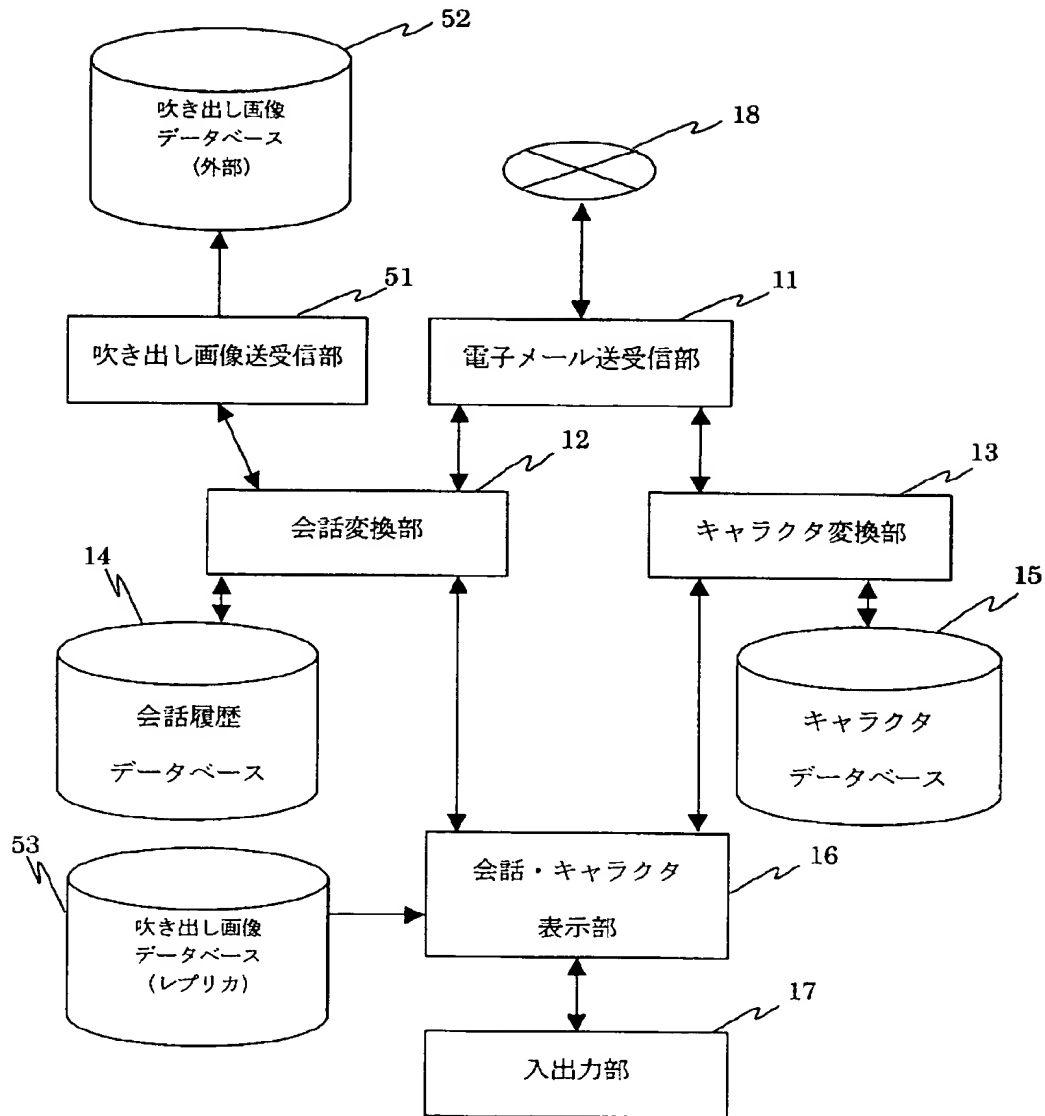 52
吹き出し画像
データベース
(外部)
18
51
吹き出し画像送受信部
11
電子メール送受信部
12
会話変換部
13
キャラクタ変換部
14
会話履歴
データベース
15
キャラクタ
データベース
53
吹き出し画像
データベース
(レプリカ)
会話・キャラクタ
表示部
16
17
入出力部